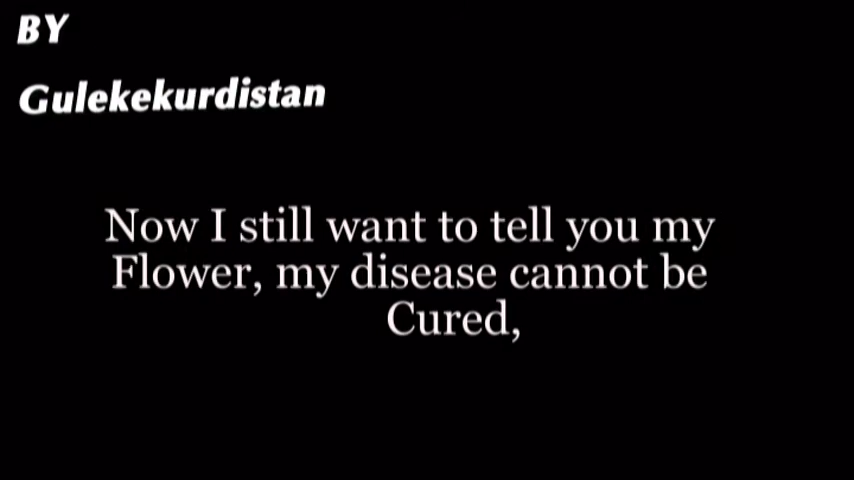 BY
Gulekekurdistan
Now I still want to tell you my
Flower, my disease cannot be
Cured,